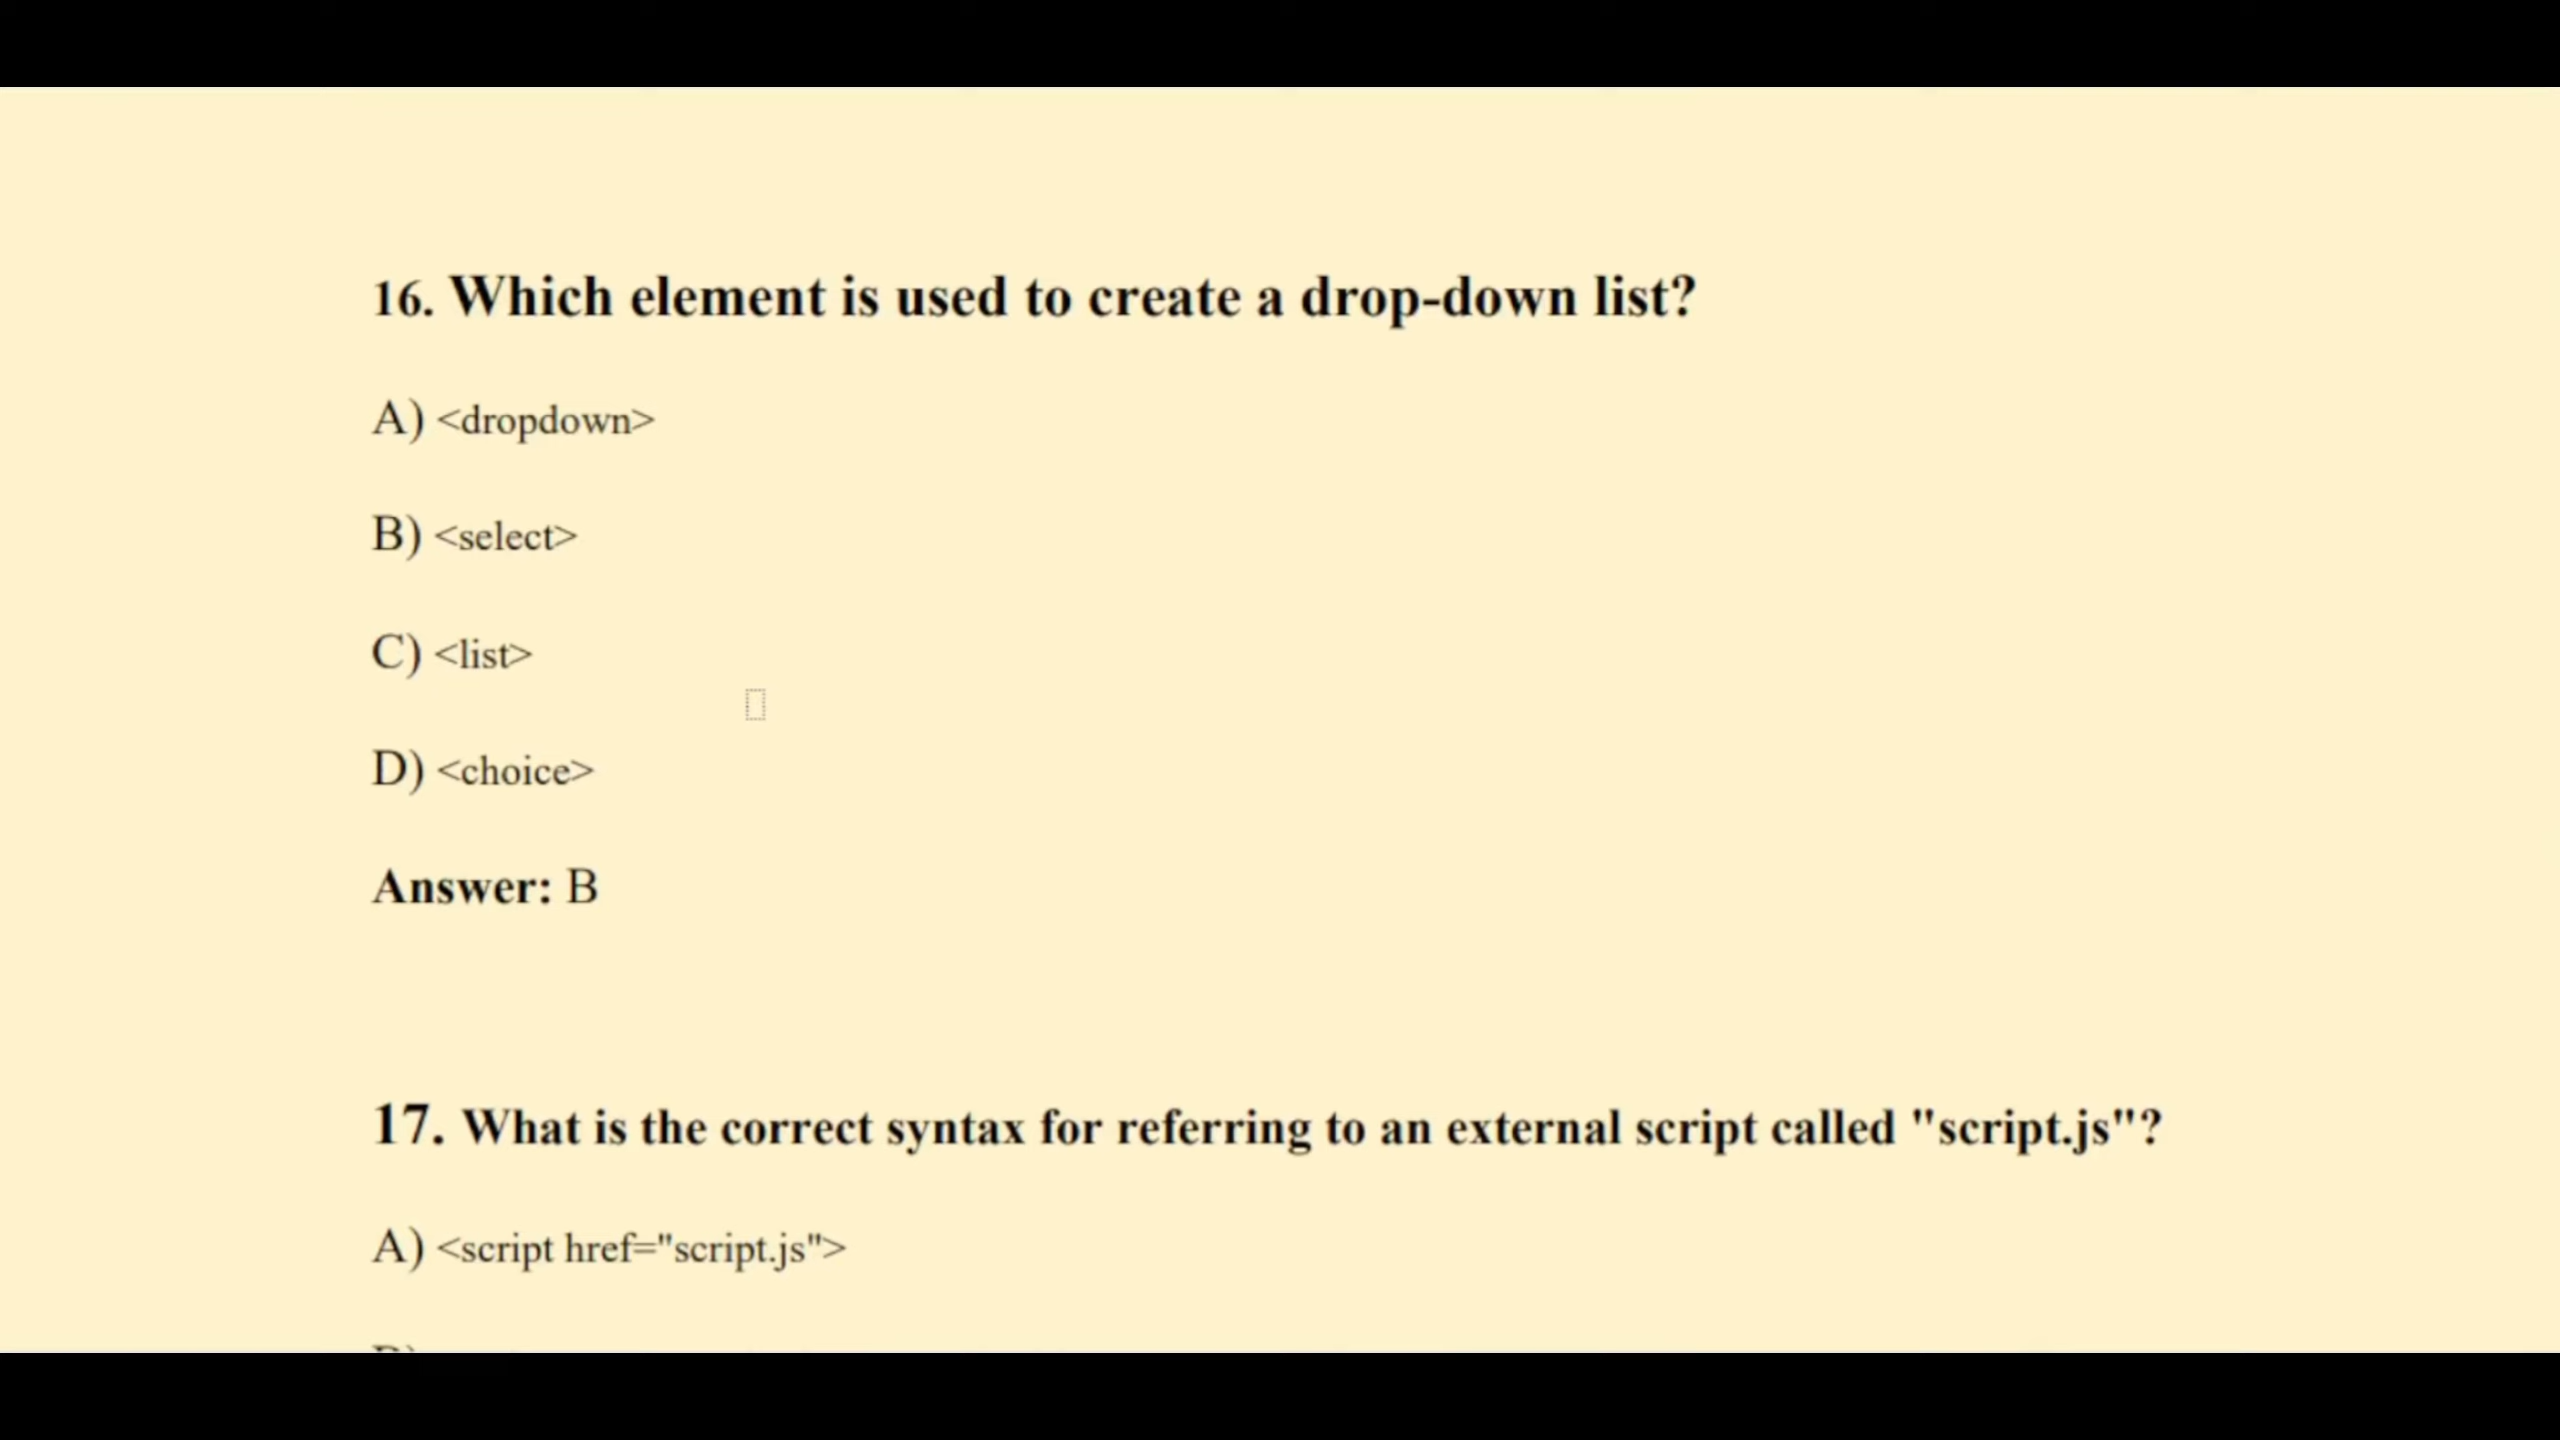 16. Which element is used to create a drop-down list?
A) <dropdown>
B) <select>
C) <list>
D) <choice>
Answer: B
17. What is the correct syntax for referring to an external script called "script.js"?
A) <script href="script.js">